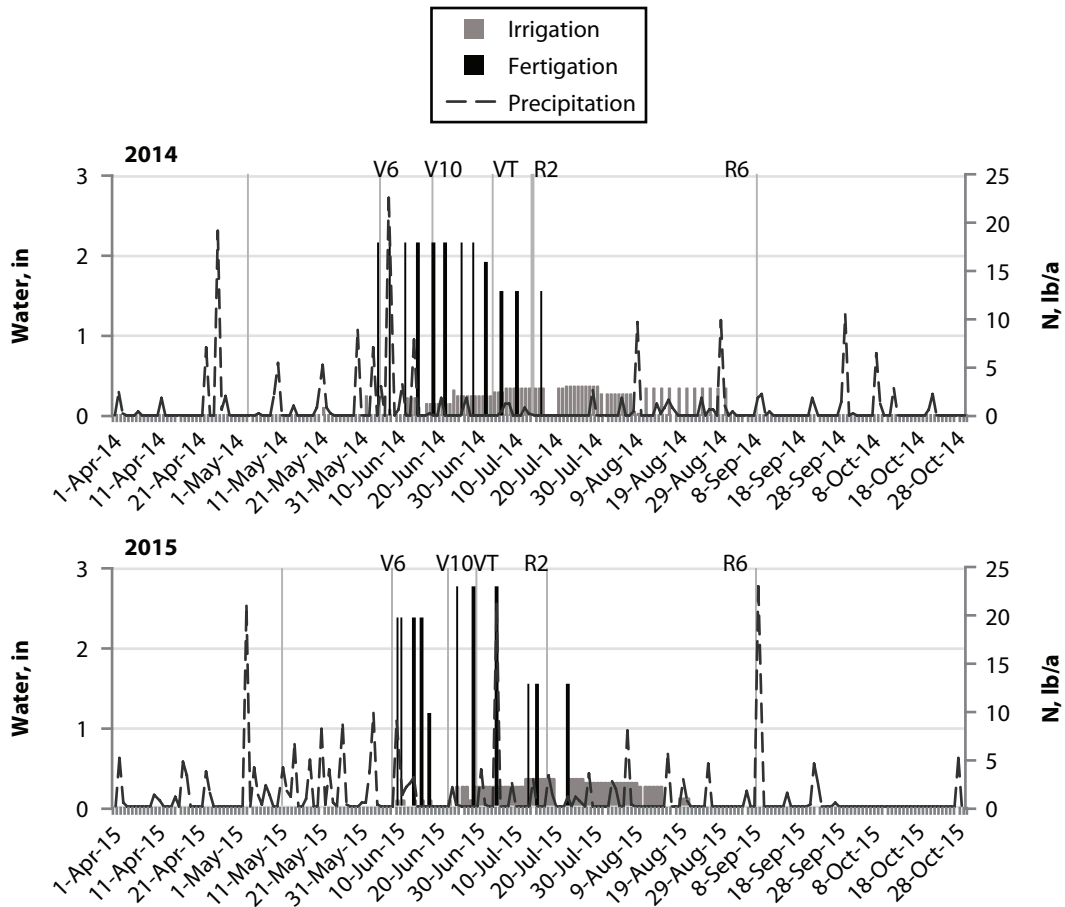 Irrigation
Fertigation
Precipitation
2014
V6 V10 VT R2 R6
3 25
20
2
15
10
1
5
0 0
Water, in
N, lb/a
1-Apr-14 11-Apr-14 21-Apr-14 1-May-14 11-May-14 21-May-14 31-May-14 10-Jun-14 20-Jun-14 30-Jun-14 10-Jul-14 20-Jul-14 30-Jul-14 9-Aug-14 19-Aug-14 29-Aug-14 8-Sep-14 18-Sep-14 28-Sep-14 8-Oct-14 18-Oct-14 28-Oct-14
2015
V6 V10 VT R2 R6
3 25
20
2
15
10
1
5
0 0
Water, in
N, lb/a
1-Apr-15 11-Apr-15 21-Apr-15 1-May-15 11-May-15 21-May-15 31-May-15 10-Jun-15 20-Jun-15 30-Jun-15 10-Jul-15 20-Jul-15 30-Jul-15 9-Aug-15 19-Aug-15 29-Aug-15 8-Sep-15 18-Sep-15 28-Sep-15 8-Oct-15 18-Oct-15 28-Oct-15